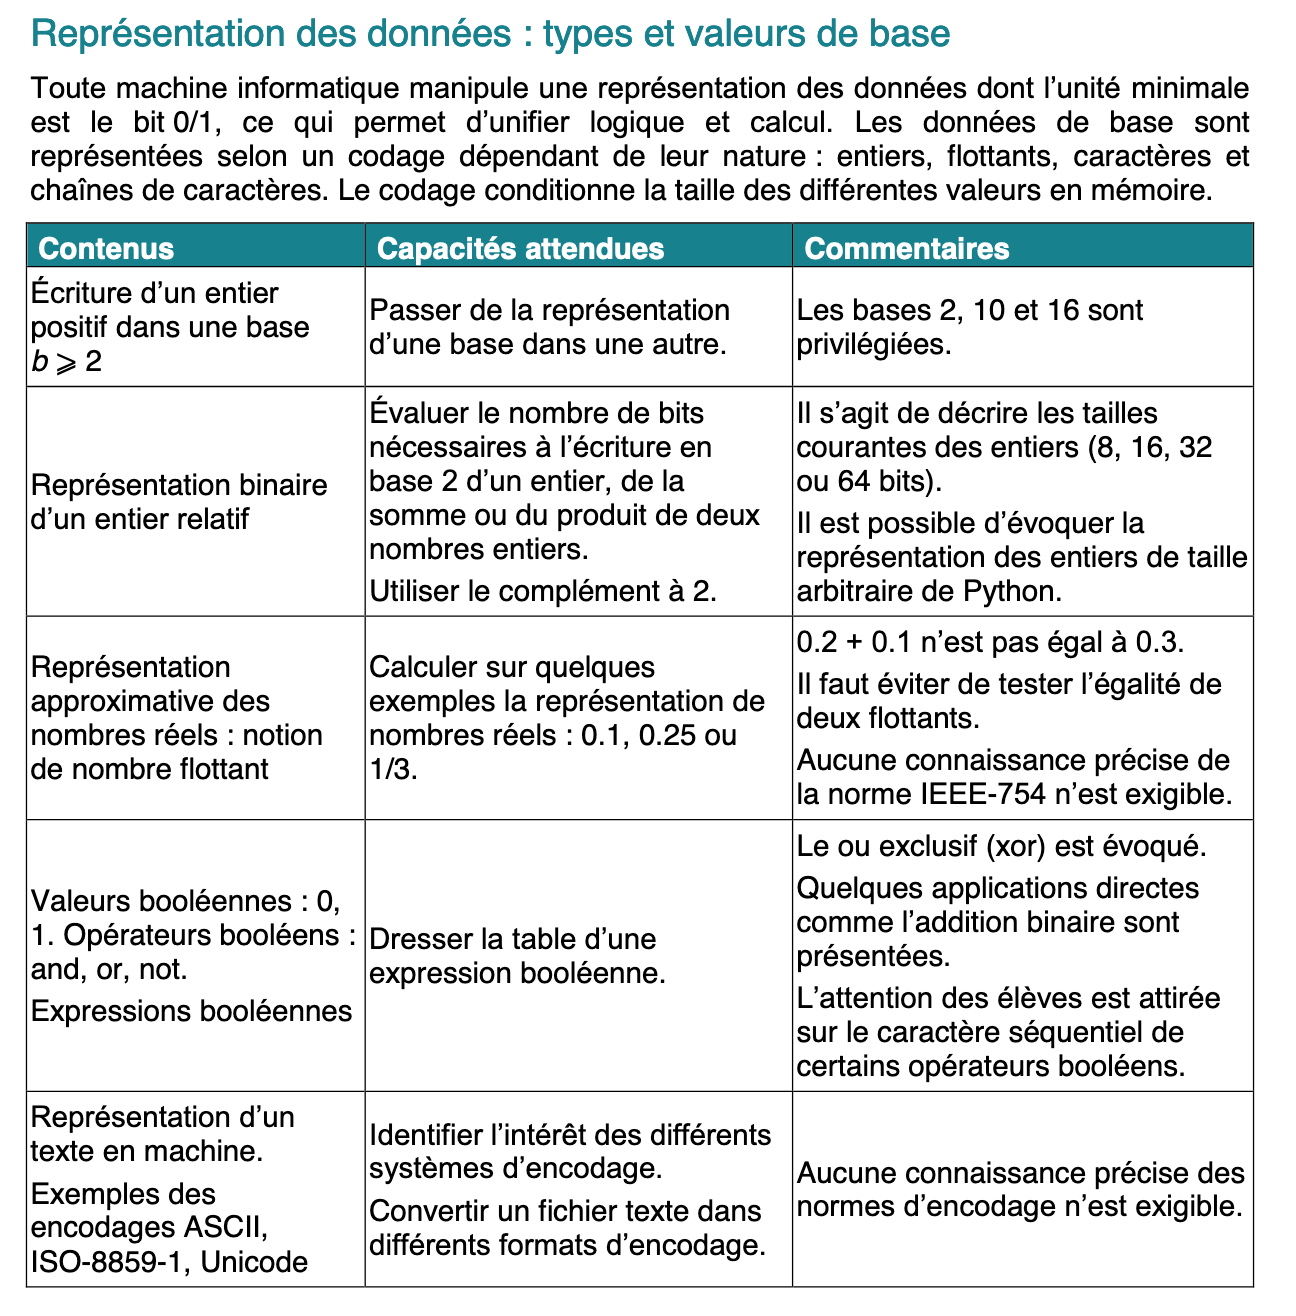 Représentation des données : types et valeurs de base
Toute machine informatique manipule une représentation des données dont l’unité minimale
est le bit 0/1, ce qui permet d’unifier logique et calcul. Les données de base sont
représentées selon un codage dépendant de leur nature : entiers, flottants, caractères et
chaînes de caractères. Le codage conditionne la taille des différentes valeurs en mémoire.
Contenus
Capacités attendues
Commentaires
Écriture d’un entier
positif dans une base
b ⩾ 2
Passer de la représentation
d’une base dans une autre.
Les bases 2, 10 et 16 sont
privilégiées.
Représentation binaire
d’un entier relatif
Évaluer le nombre de bits
nécessaires à l’écriture en
base 2 d’un entier, de la
somme ou du produit de deux
nombres entiers.
Utiliser le complément à 2.
Il s’agit de décrire les tailles
courantes des entiers (8, 16, 32
ou 64 bits).
Il est possible d’évoquer la
représentation des entiers de taille
arbitraire de Python.
Représentation
approximative des
nombres réels : notion
de nombre flottant
Calculer sur quelques
exemples la représentation de
nombres réels : 0.1, 0.25 ou
1/3.
0.2 + 0.1 n’est pas égal à 0.3.
Il faut éviter de tester l’égalité de
deux flottants.
Aucune connaissance précise de
la norme IEEE-754 n’est exigible.
Valeurs booléennes : 0,
1. Opérateurs booléens :
and, or, not.
Expressions booléennes
Dresser la table d’une
expression booléenne.
Le ou exclusif (xor) est évoqué.
Quelques applications directes
comme l’addition binaire sont
présentées.
L’attention des élèves est attirée
sur le caractère séquentiel de
certains opérateurs booléens.
Représentation d’un
texte en machine.
Exemples des
encodages ASCII,
ISO-8859-1, Unicode
Identifier l’intérêt des différents
systèmes d’encodage.
Convertir un fichier texte dans
différents formats d’encodage.
Aucune connaissance précise des
normes d’encodage n’est exigible.